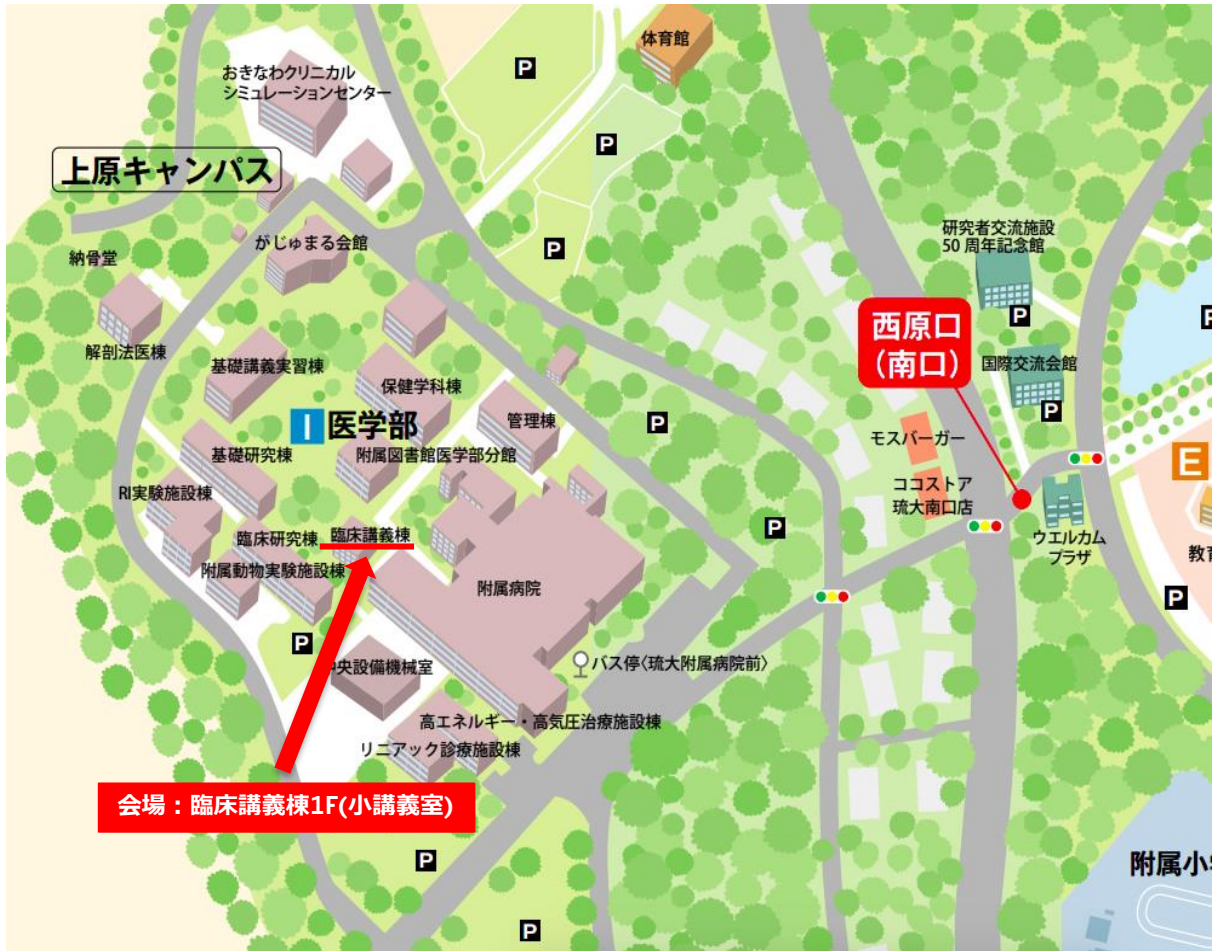 体育館
P
おきなわクリニカル
シミュレーションセンター
P
上原キャンパス
研究者交流施設
50 周年記念館
がじゅまる会館
P
納骨堂
西原口
(南口)
P
P
解剖法医棟
基礎講義実習棟
国際交流会館
保健学科棟
P
I 医学部
管理棟
P
モスバーガー
基礎研究棟
附属図書館医学部分館
E
RI実験施設棟
ココストア
琉大南口店
臨床研究棟
臨床講義棟
P
ウエルカム
プラザ
教育
附属動物実験施設棟
附属病院
P
P
中央設備機械室
バス停〈琉大附属病院前〉
高エネルギー・高気圧治療施設棟
リニアック診療施設棟
会場：臨床講義棟1F(小講義室)
P
附属小
P